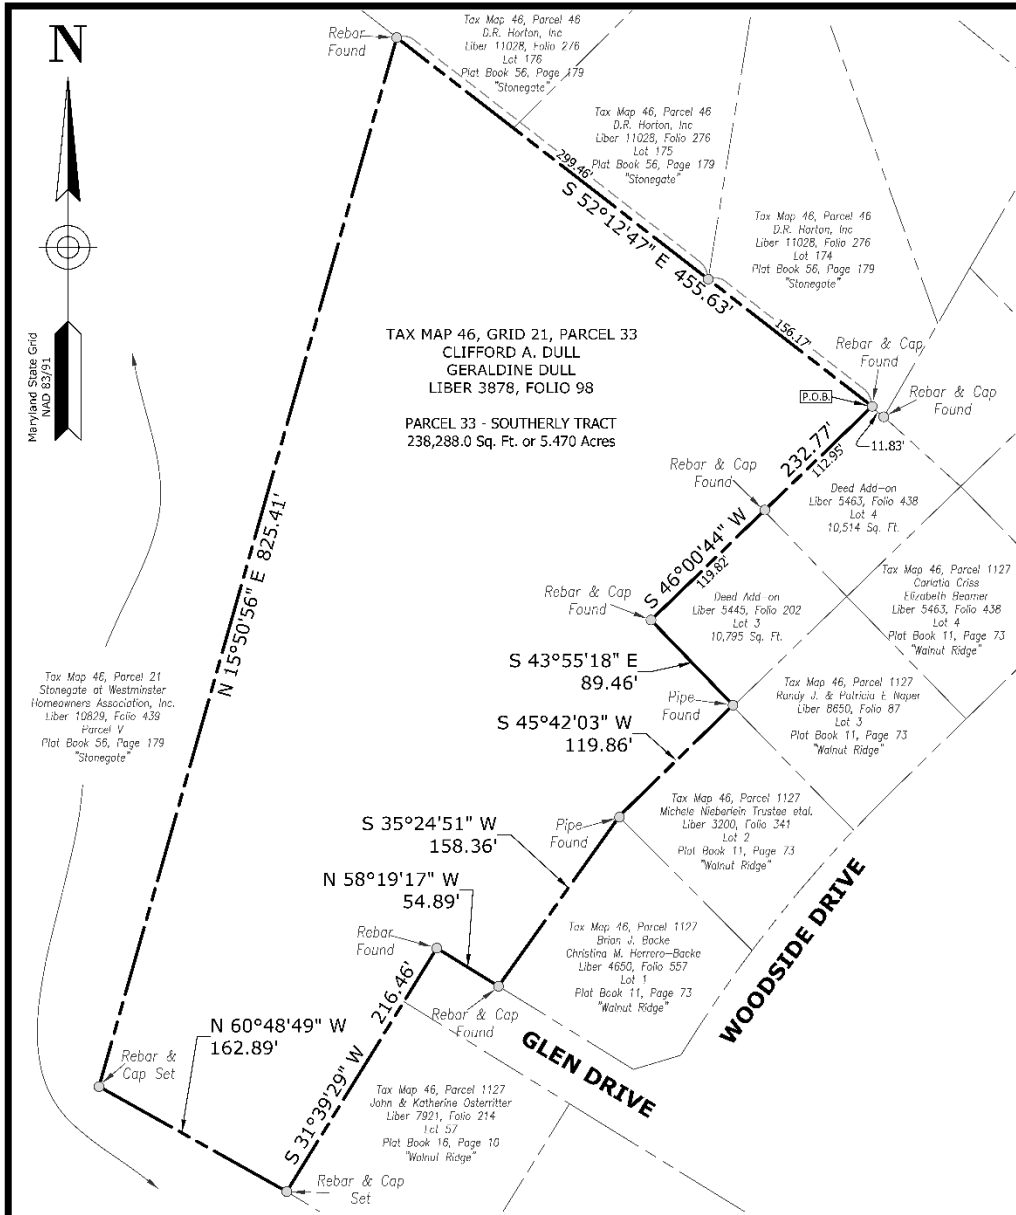 N
Maryland State Grid
NAD 83/91
Rebar
Found
Tax Map 46, Parcel 46
D.R. Horton, Inc
Liber 11028, Folio 276
Lot 176
Plat Book 56, Page 179
"Stonegate"
Tax Map 46, Parcel 46
D.R. Horton, Inc
Liber 11028, Folio 276
Lot 175
Plat Book 56, Page 179
"Stonegate"
Tax Map 46, Parcel 46
D.R. Horton, Inc
Liber 11028, Folio 276
Lot 174
Plat Book 56, Page 179
"Stonegate"
299.46'
S 52°12'47" E 455.63'
156.17'
TAX MAP 46, GRID 21, PARCEL 33
CLIFFORD A. DULL
GERALDINE DULL
LIBER 3878, FOLIO 98
PARCEL 33 - SOUTHERLY TRACT
238,288.0 Sq. Ft. or 5.470 Acres
Rebar & Cap
Found
P.O.B.
Rebar & Cap
Found
11.83'
232.77'
112.95'
S 46°00'44" W
119.82'
Rebar & Cap
Found
Deed Add-on
Liber 5463, Folio 438
Lot 4
10,514 Sq. Ft.
Rebar & Cap
Found
Deed Add-on
Liber 5445, Folio 202
Lot 3
10,795 Sq. Ft.
Tax Map 46, Parcel 1127
Criss
Elizabeth Beamer
Liber 5463, Folio 438
Lot 4
Plat Book 11, Page 73
"Walnut Ridge"
N 15°50'56" E 825.41'
S 43°55'18" E
89.46'
Tax Map 46, Parcel 21
Stonegate at Westminster
Homeowners Association, Inc.
Liber 10829, Folio 439
Parcel V
Plat Book 56, Page 179
"Stonegate"
Pipe
Found
Tax Map 46, Parcel 1127
Randy J. & Patricia E Naper
Liber 8650, Folio 87
Lot 3
Plat Book 11, Page 73
"Walnut Ridge"
S 45°42'03" W
119.86'
Tax Map 46, Parcel 1127
Michele Trustee etal.
Liber 3200, Folio 341
Lot 2
Plat Book 11, Page 73
"Walnut Ridge"
S 35°24'51" W
158.36'
Pipe
Found
N 58°19'17" W
54.89'
Rebar
Found
Tax Map 46, Parcel 1127
Brian J. Backe
Christina M. Herrero-Backe
Liber 4650, Folio 557
Lot 1
Plat Book 11, Page 73
"Walnut Ridge"
WOODSIDE DRIVE
Rebar & Cap
Found
GLEN DRIVE
216.46'
S 31°39'29" W
N 60°48'49" W
162.89'
Rebar &
Cap Set
Tax Map 46, Parcel 1127
John & Katherine Osterritter
Liber 7921, Folio 214
Lot 57
Plat Book 16, Page 10
"Walnut Ridge"
Rebar & Cap
Set